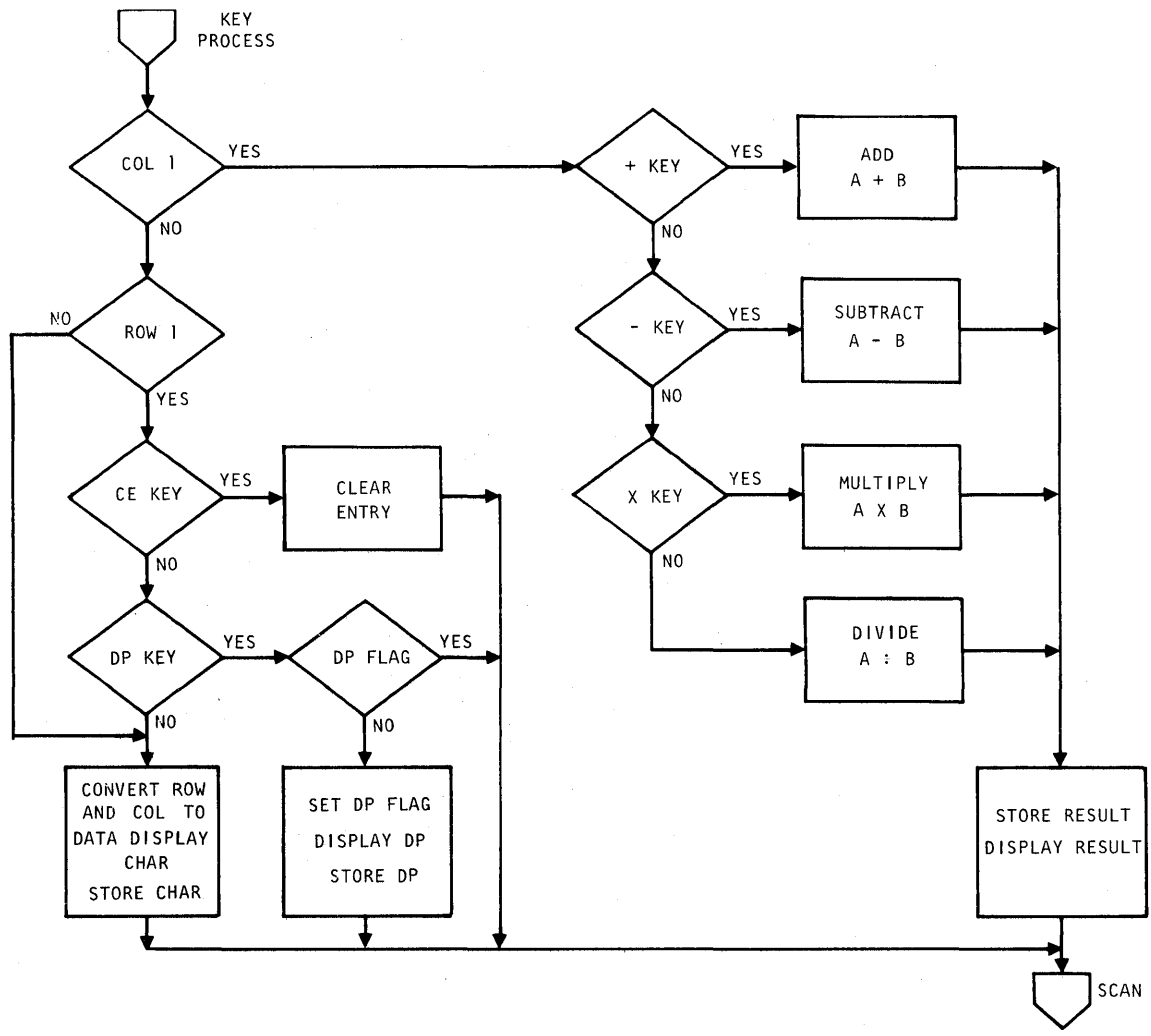 KEY
PROCESS
COL 1
YES
NO
+ KEY
YES
NO
ADD
A + B
ROW 1
NO
YES
- KEY
YES
NO
SUBTRACT
A - B
CE KEY
YES
NO
CLEAR
ENTRY
X KEY
YES
NO
MULTIPLY
A X B
DP KEY
YES
NO
DP FLAG
YES
NO
DIVIDE
A : B
CONVERT ROW
AND COL TO
DATA DISPLAY
CHAR
STORE CHAR
SET DP FLAG
DISPLAY DP
STORE DP
STORE RESULT
DISPLAY RESULT
SCAN